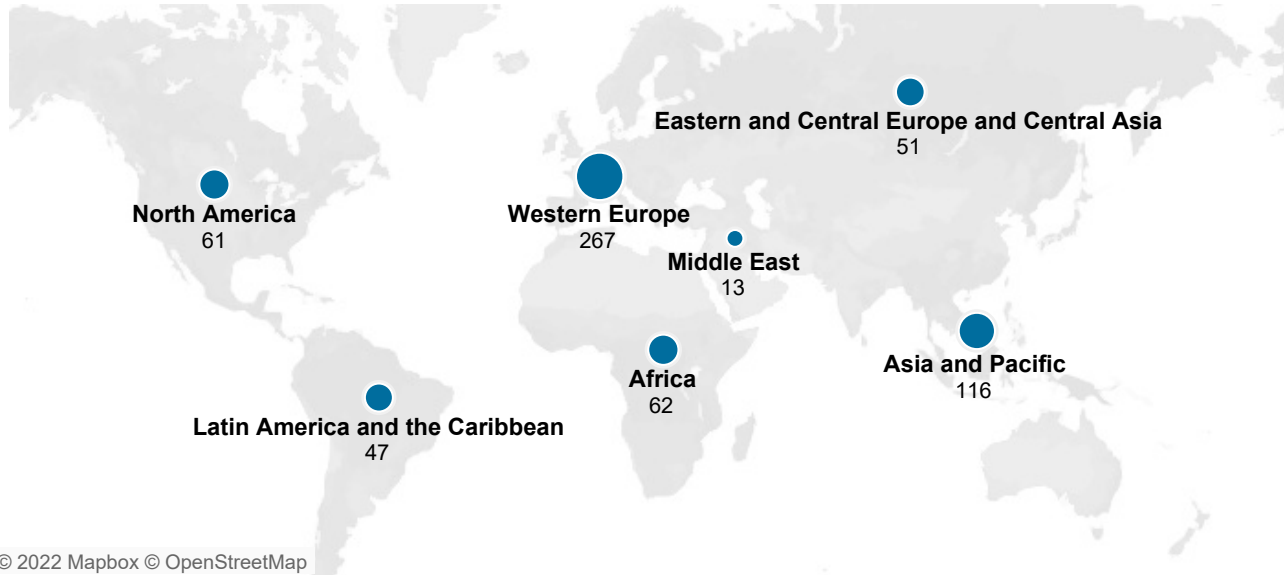 Eastern and Central Europe and Central Asia
51
North America
61
Western Europe
267
Middle East
13
Asia and Pacific
116
Africa
62
Latin America and the Caribbean
47
© 2022 Mapbox © OpenStreetMap